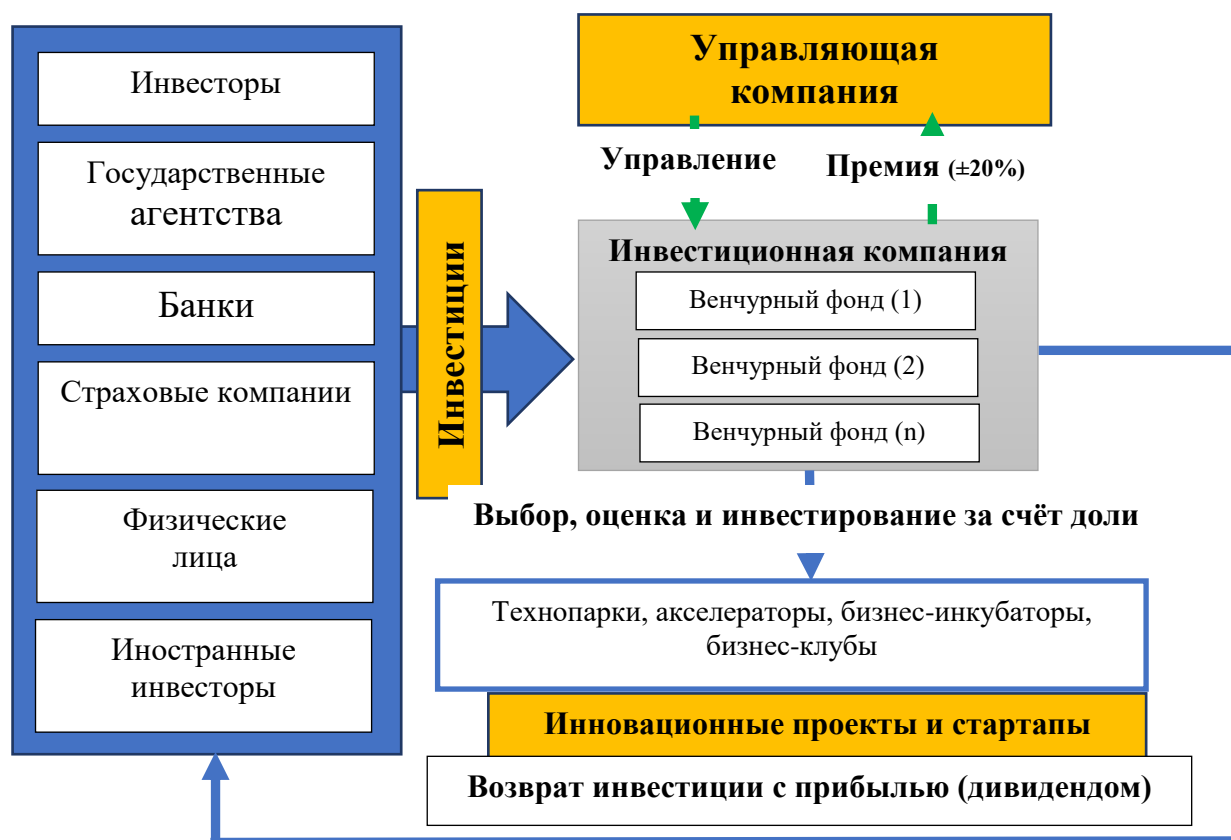 Инвесторы
Государственные
агентства
Банки
Страховые компании
Физические
лица
Иностранные
инвесторы
Инвестиции
Управляющая
компания
Управление
Премия (±20%)
Инвестиционная компания
Венчурный фонд (1)
Венчурный фонд (2)
Венчурный фонд (n)
Выбор, оценка и инвестирование за счёт доли
Технопарки, акселераторы, бизнес-инкубаторы,
бизнес-клубы
Инновационные проекты и стартапы
Возврат инвестиции с прибылью (дивидендом)